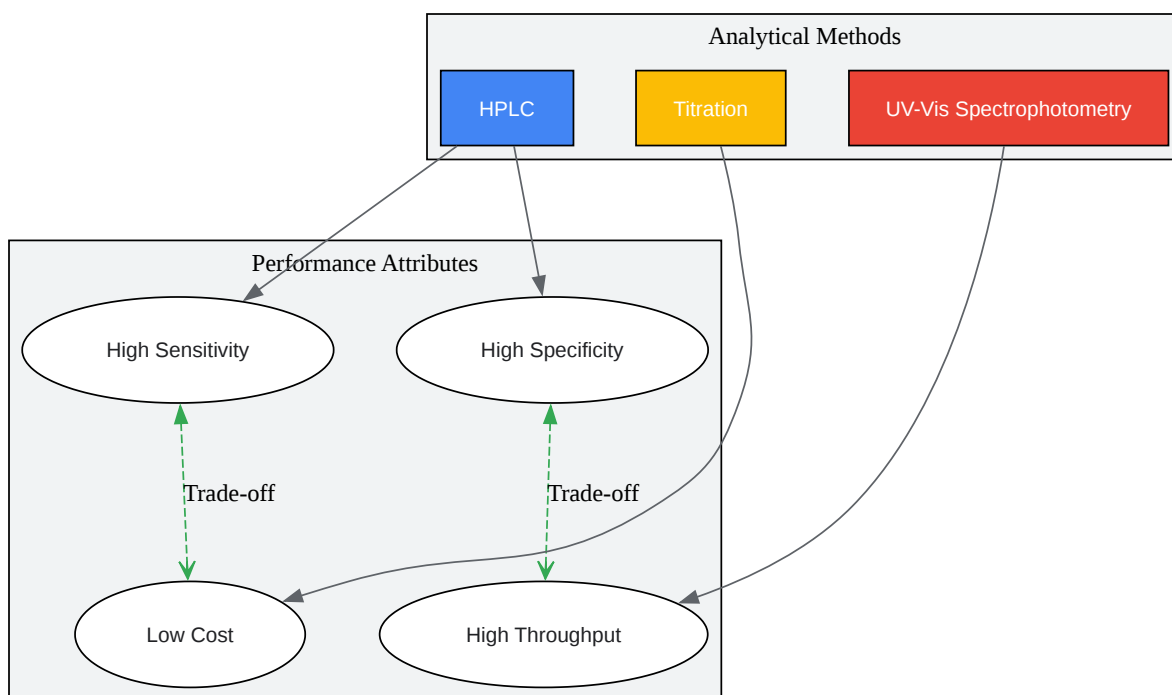 Analytical Methods
HPLC
Titration
UV-Vis Spectrophotometry
Performance Attributes
High Sensitivity
High Specificity
Trade-off
Trade-off
Low Cost
High Throughput